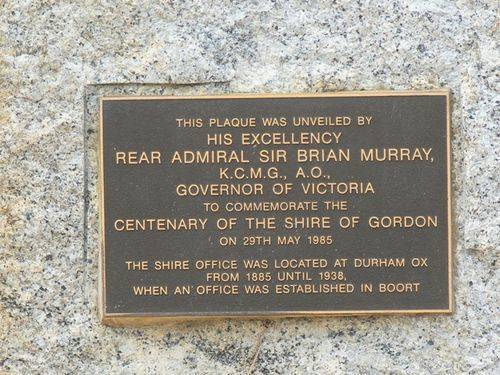 THIS PLAQUE WAS UNVEILED BY
HIS EXCELLENCY
REAR ADMIRAL SIR BRIAN MURRAY,
K.C.M.G., A.O.,
GOVERNOR OF VICTORIA
TO COMMEMORATE THE
CENTENARY OF THE SHIRE OF GORDON
ON 29TH MAY 1985
THE SHIRE OFFICE WAS LOCATED AT DURHAM OX
FROM 1885 UNTIL 1938,
WHEN AN OFFICE WAS ESTABLISHED IN BOORT